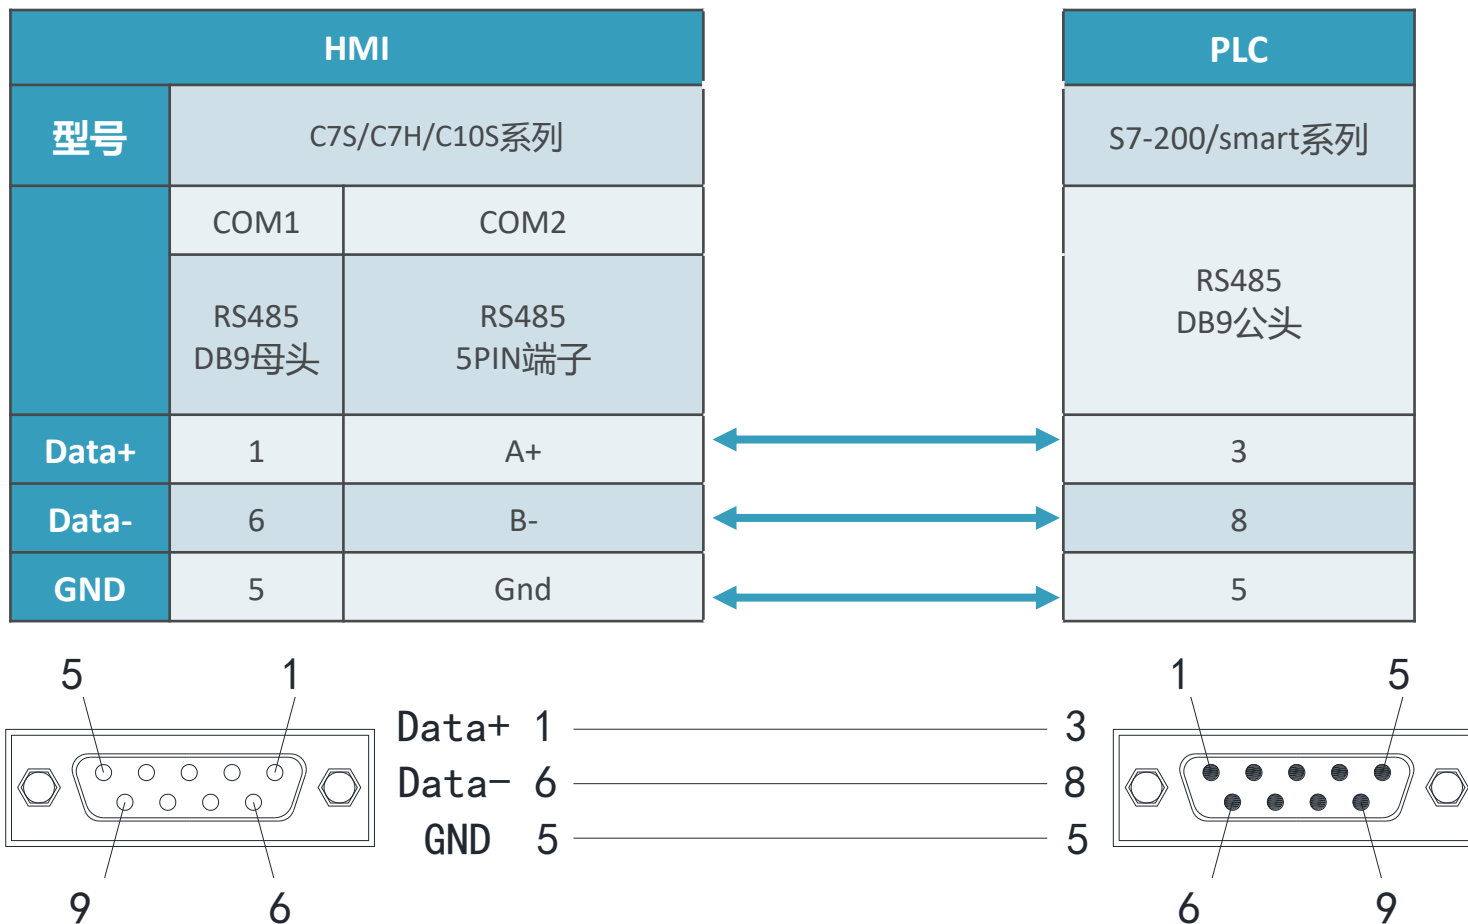 HMI
PLC
型号
C7S/C7H/C10S系列
S7-200/smart系列
COM1
COM2
RS485
DB9母头
RS485
5PIN端子
RS485
DB9公头
Data+
1
A+
3
Data-
6
B-
8
GND
5
Gnd
5
5
1
1
5
Data+ 1
3
Data- 6
8
GND 5
5
9
6
6
9